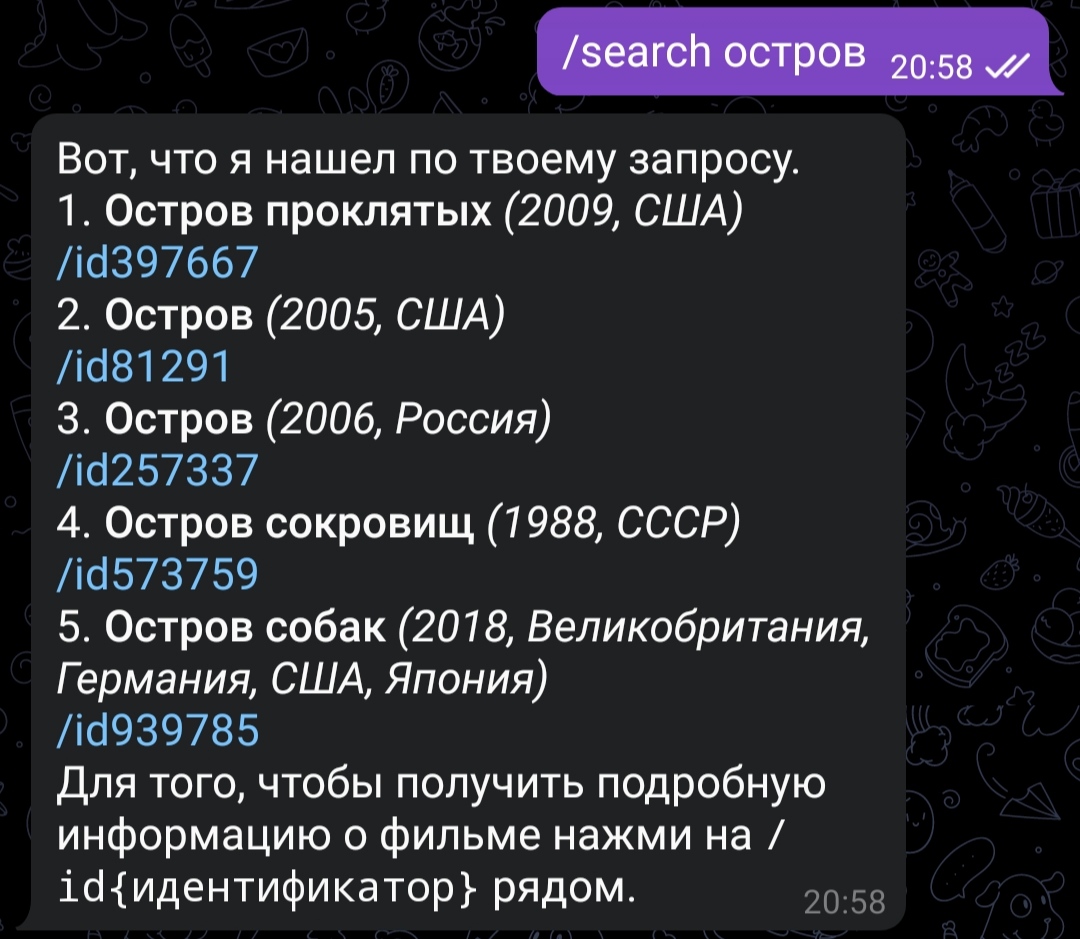 /search остров 20:58
Вот, что я нашел по твоему запросу.
1. Остров проклятых (2009, США)
/id397667
2. Остров (2005, США)
/id81291
3. Остров (2006, Россия)
/id257337
4. Остров сокровищ (1988, СССР)
/id573759
5. Остров собак (2018, Великобритания,
Германия, США, Япония)
/id939785
Для того, чтобы получить подробную
информацию о фильме нажми на /
id{идентификатор} рядом.
20:58